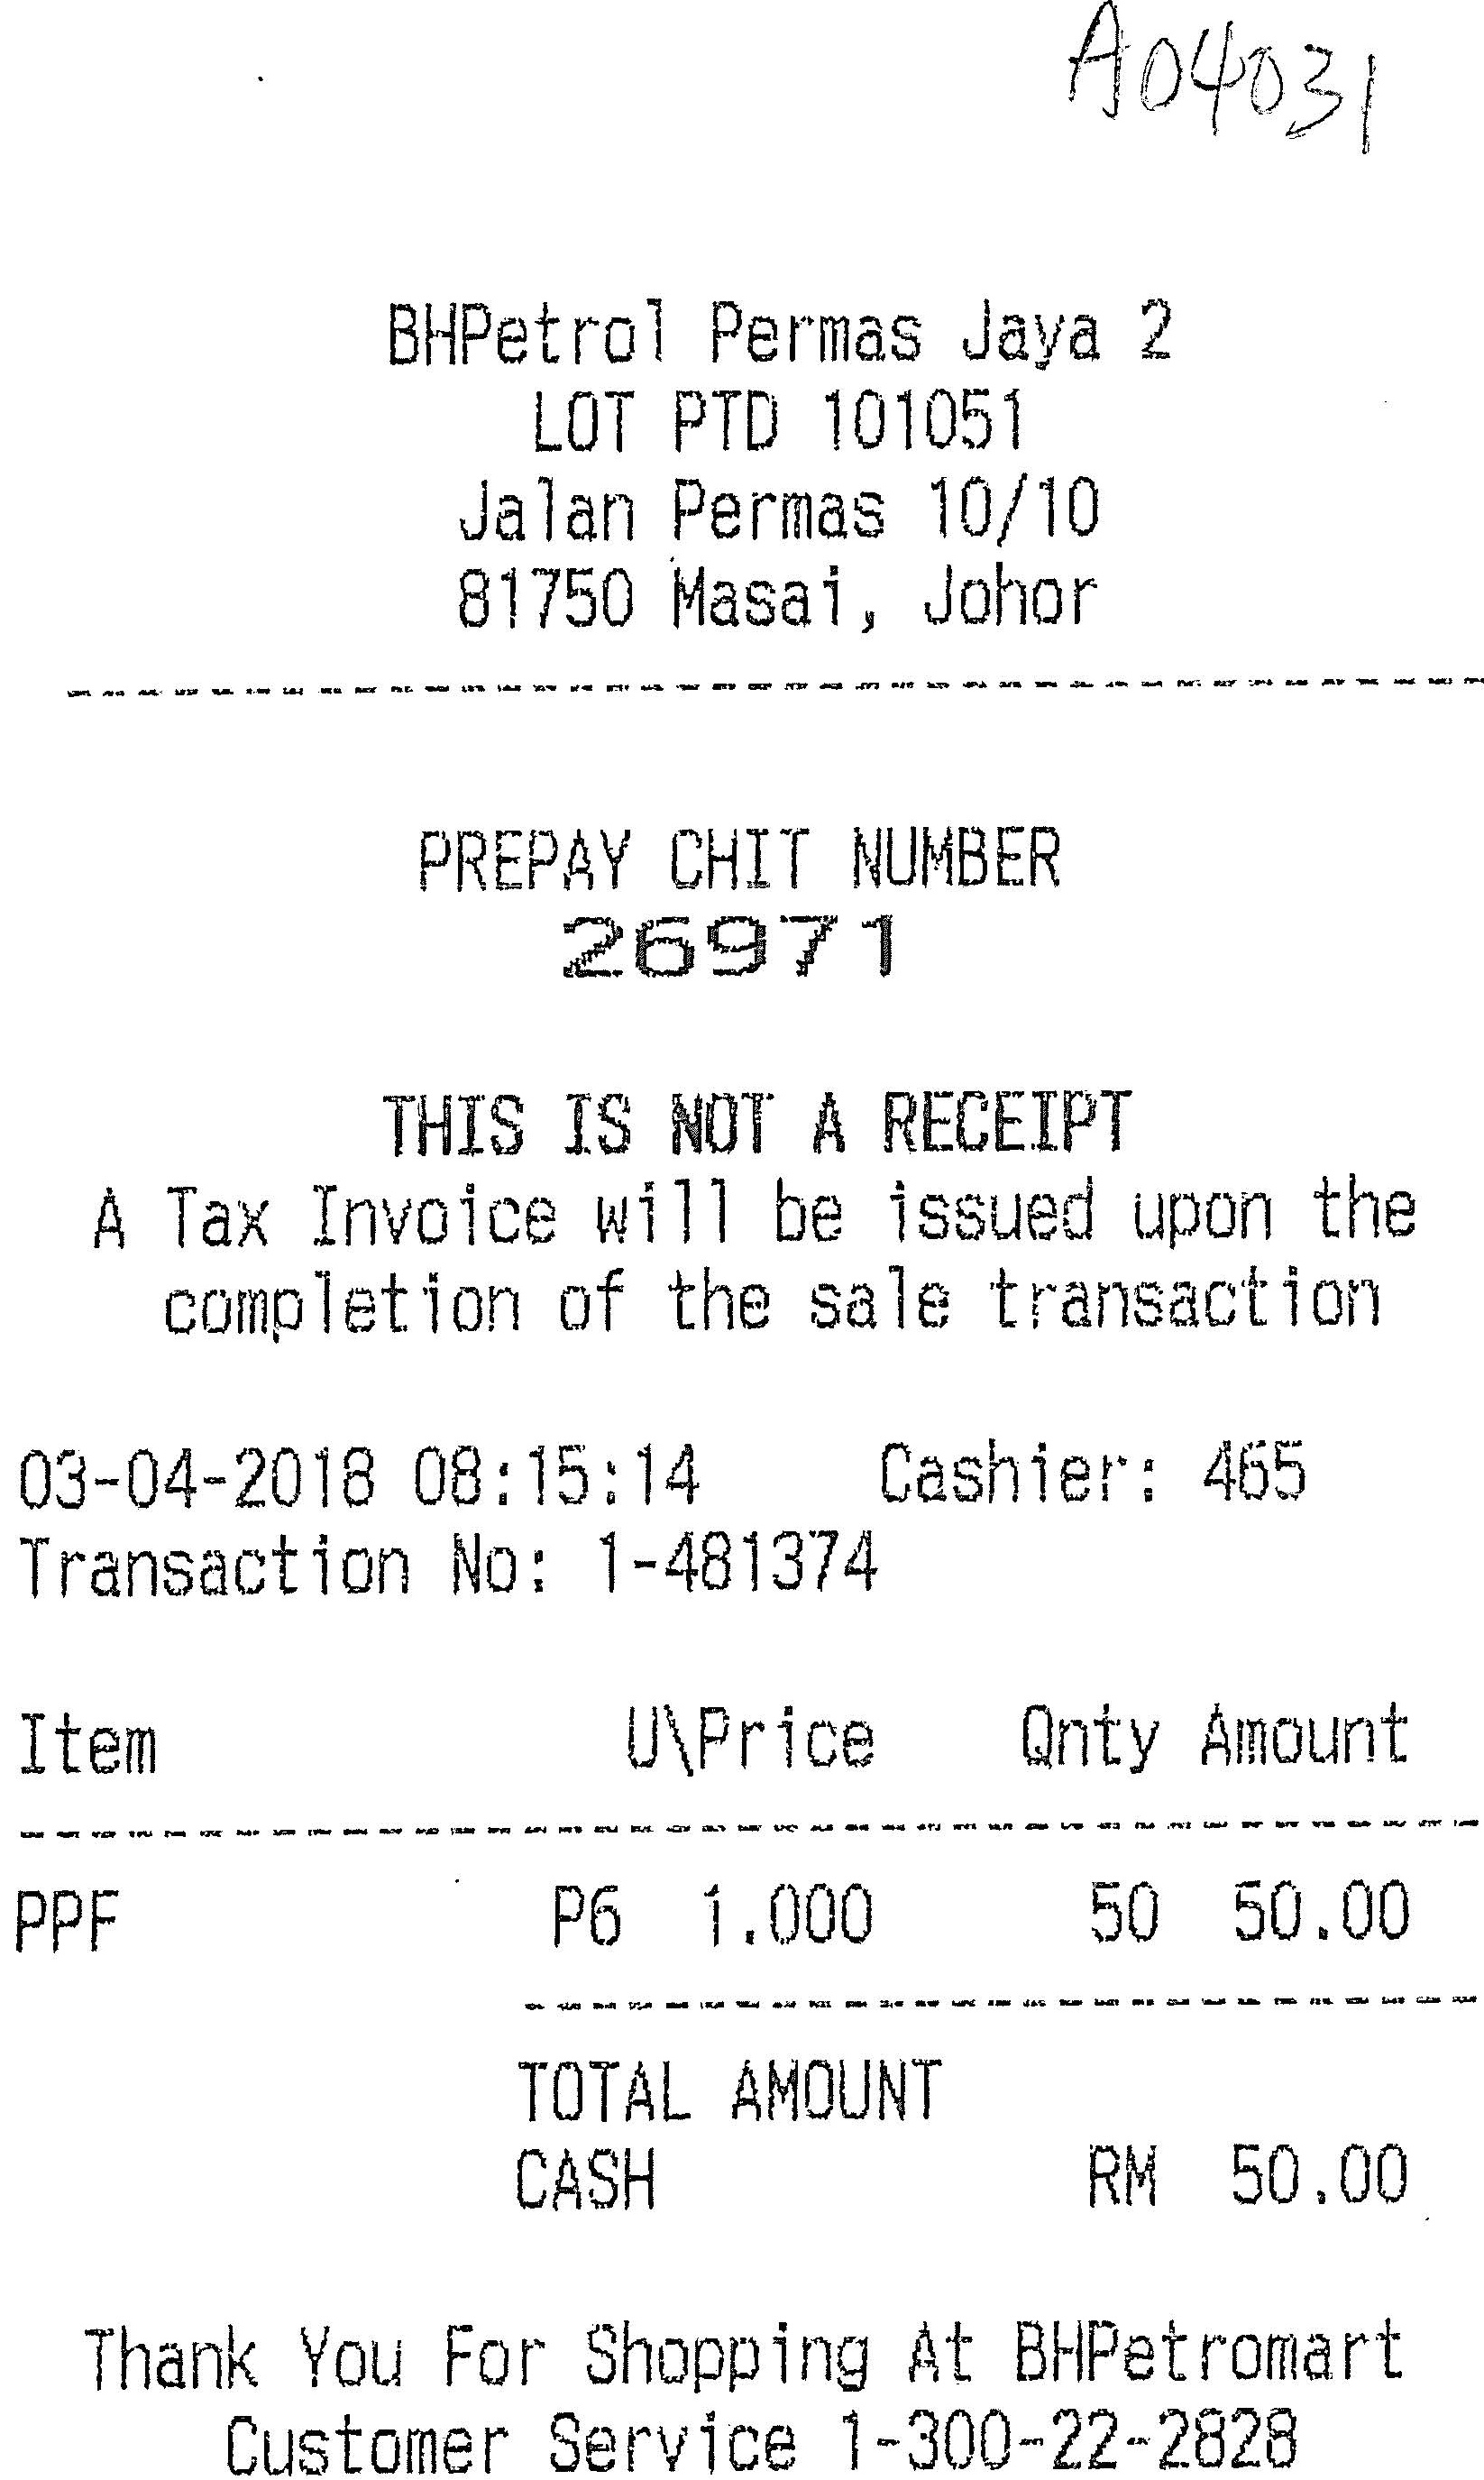 A04031
BHPetrol Permas Jaya 2
LOT PTD 101051
Jalan Permas 10/10
81750 Masai, Johor
PREPAY CHIT NUMBER
26971
THIS IS NOT A RECEIPT
A Tax Invoice will be issued upon the
completion of the sale transaction
03-04-2018 08:15:14 Cashier: 465
Transaction No: 1-481374
Item U\Price Qnty Amount
PPF P6 1.000 50 50.00
TOTAL AMOUNT
CASH RM 50.00
Thank You For Shopping At BHPetromart
Customer Service 1-300-22-2828